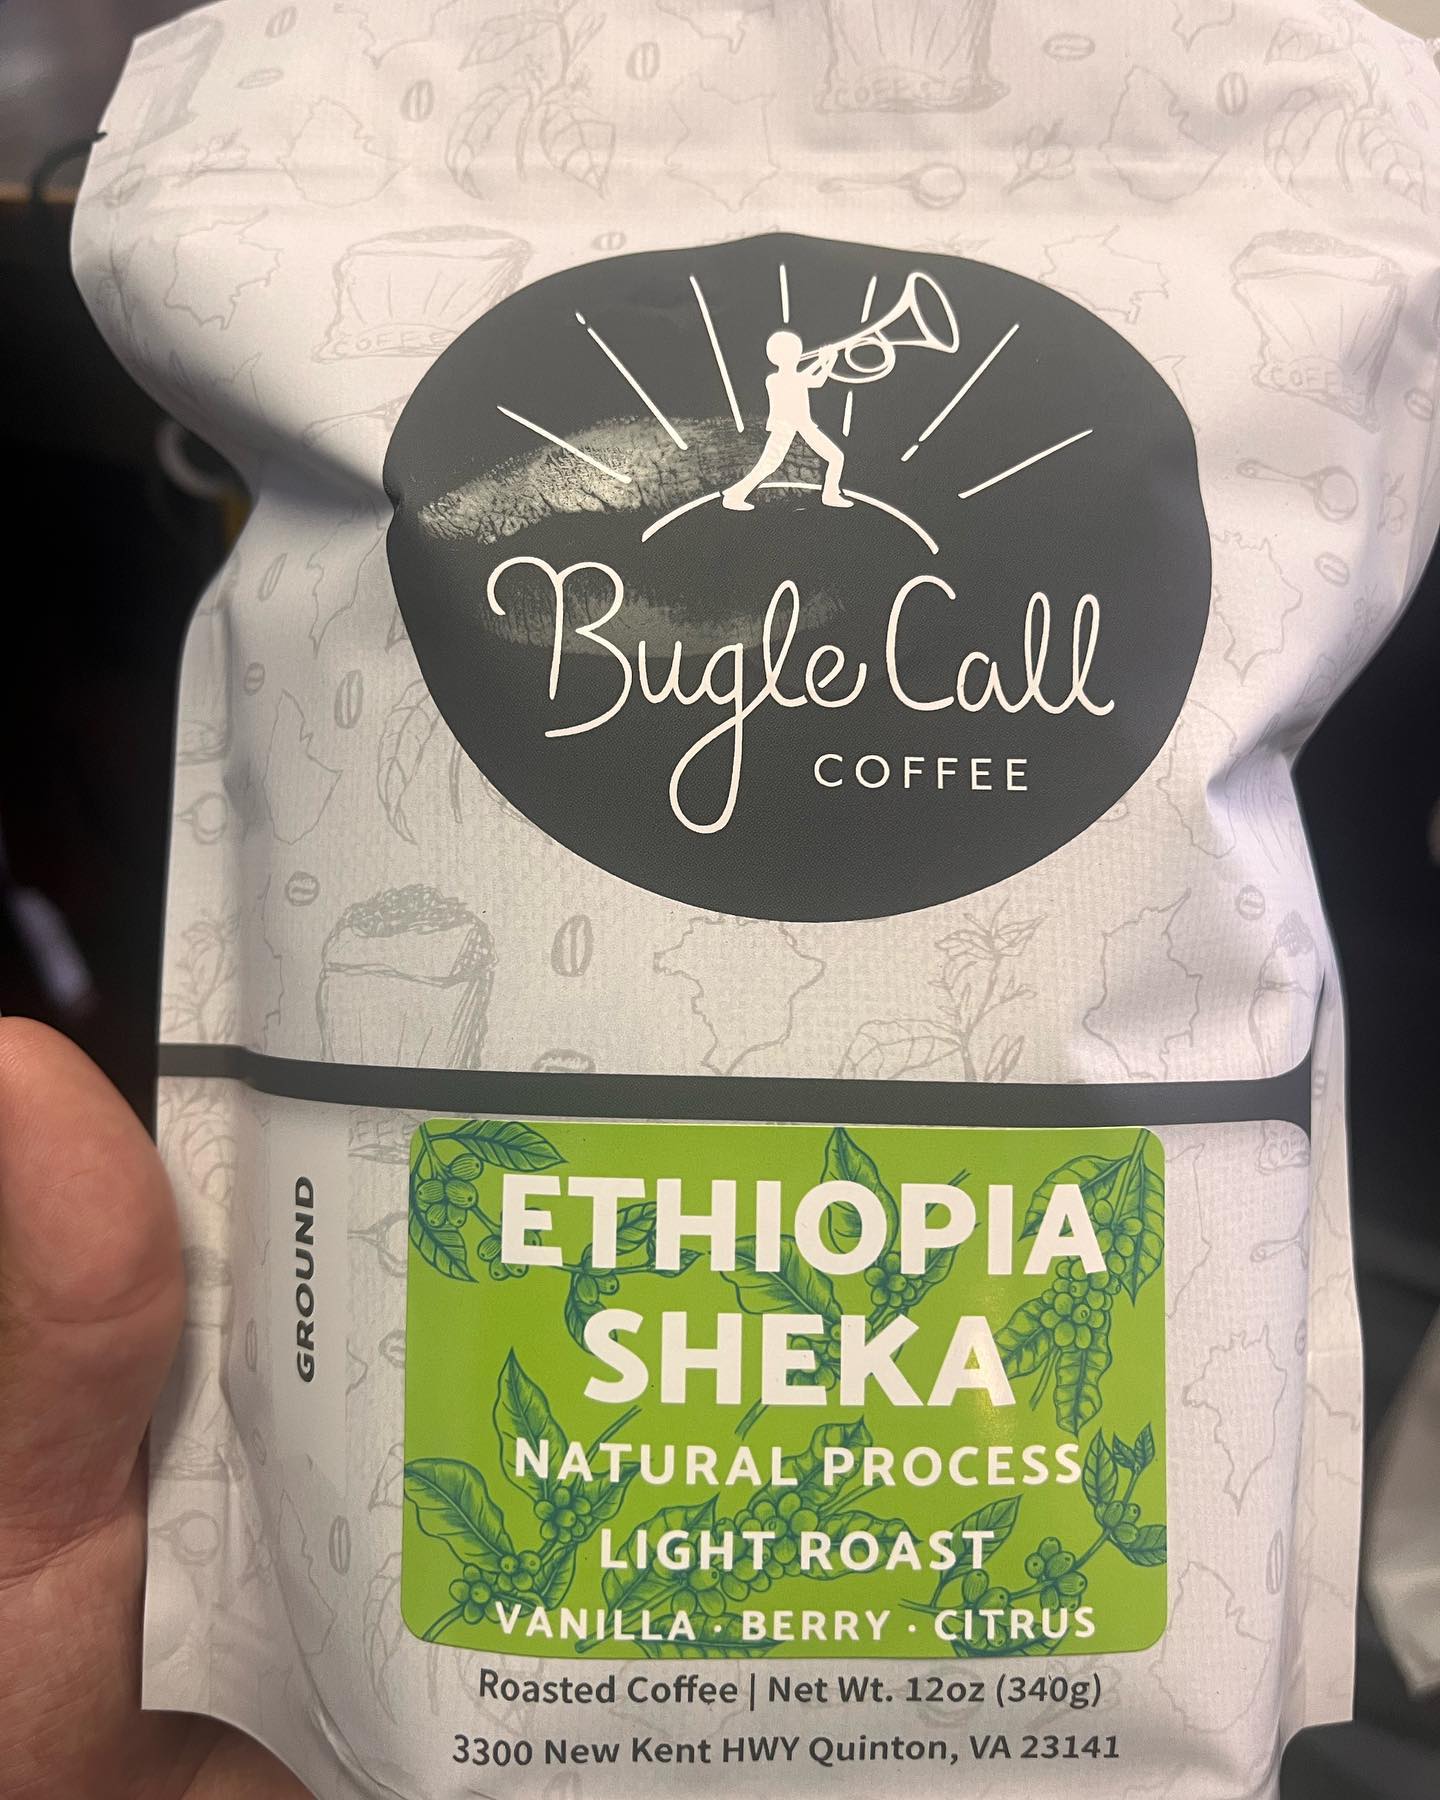 Bugle Call
COFFEE
GROUND
ETHIOPIA
SHEKA
NATURAL PROCESS
LIGHT ROAST
VANILLA · BERRY · CITRUS
Roasted Coffee | Net Wt. 12oz (340g)
3300 New Kent HWY Quinton, VA 23141